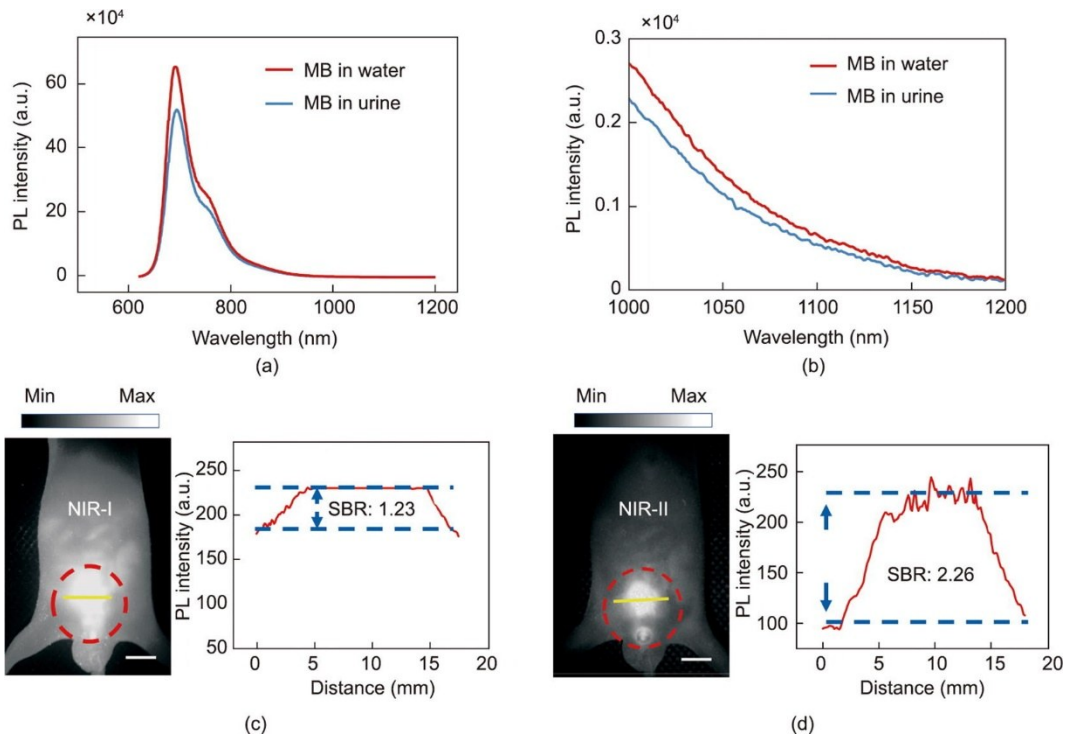 ×10⁴
PL intensity (a.u.)
60
40
20
0
MB in water
MB in urine
600
800
1000
1200
Wavelength (nm)
(a)
×10⁴
PL intensity (a.u.)
0.3
0.2
0.1
0
MB in water
MB in urine
1000
1050
1100
1150
1200
Wavelength (nm)
(b)
Min
Max
NIR-I
PL intensity (a.u.)
250
200
150
100
50
SBR: 1.23
0
5
10
15
20
Distance (mm)
(c)
Min
Max
NIR-II
PL intensity (a.u.)
250
200
150
100
SBR: 2.26
0
5
10
15
20
Distance (mm)
(d)